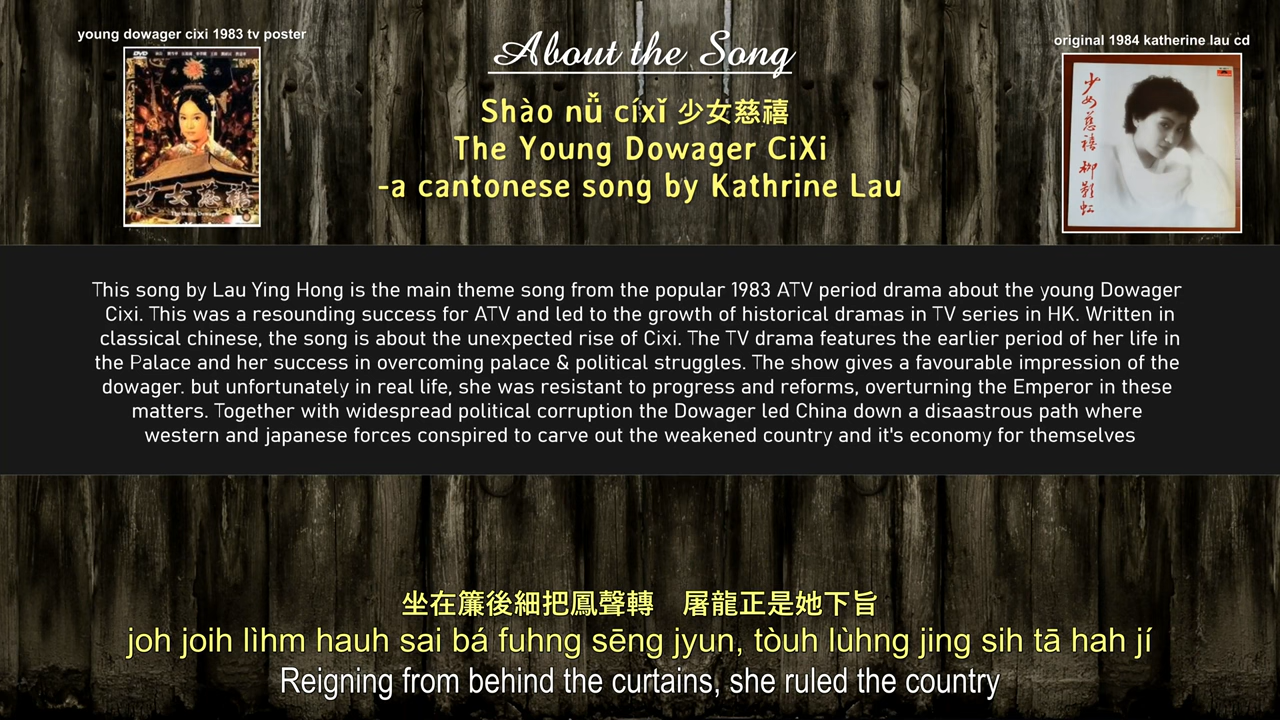 young dowager cixi 1983 tv poster
original 1984 katherine lau cd
About the Song
Shào nǚ cíxǐ 少女慈禧
The Young Dowager CiXi
-a cantonese song by Kathrine Lau
DVD
少女慈禧
The Young Dowager
少女慈禧 柳影虹
This song by Lau Ying Hong is the main theme song from the popular 1983 ATV period drama about the young Dowager
Cixi. This was a resounding success for ATV and led to the growth of historical dramas in TV series in HK. Written in
classical chinese, the song is about the unexpected rise of Cixi. The TV drama features the earlier period of her life in
the Palace and her success in overcoming palace & political struggles. The show gives a favourable impression of the
dowager. but unfortunately in real life, she was resistant to progress and reforms, overturning the Emperor in these
matters. Together with widespread political corruption the Dowager led China down a disaastrous path where
western and japanese forces conspired to carve out the weakened country and it's economy for themselves
坐在簾後細把鳳聲轉　屠龍正是她下旨
joh joih lìhm hauh sai bá fuhng sēng jyun, tòuh lùhng jing sih tā hah jí
Reigning from behind the curtains, she ruled the country